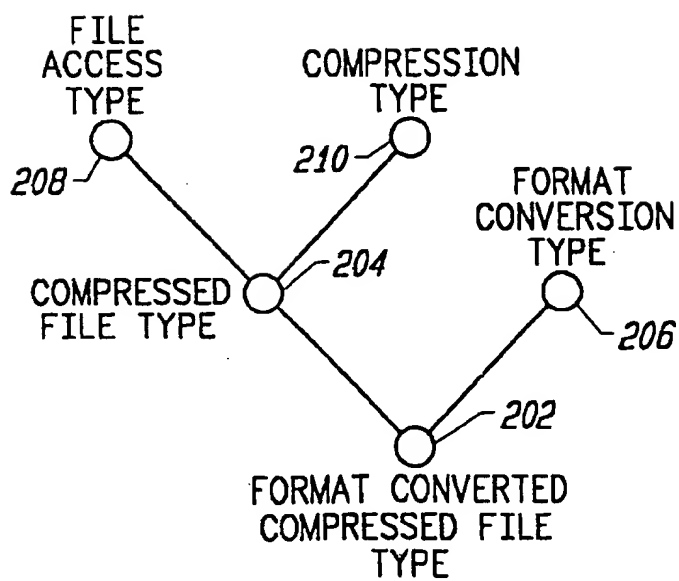 FILE
ACCESS
TYPE
208
COMPRESSION
TYPE
210
FORMAT
CONVERSION
TYPE
206
COMPRESSED
FILE TYPE
204
202
FORMAT CONVERTED
COMPRESSED FILE
TYPE